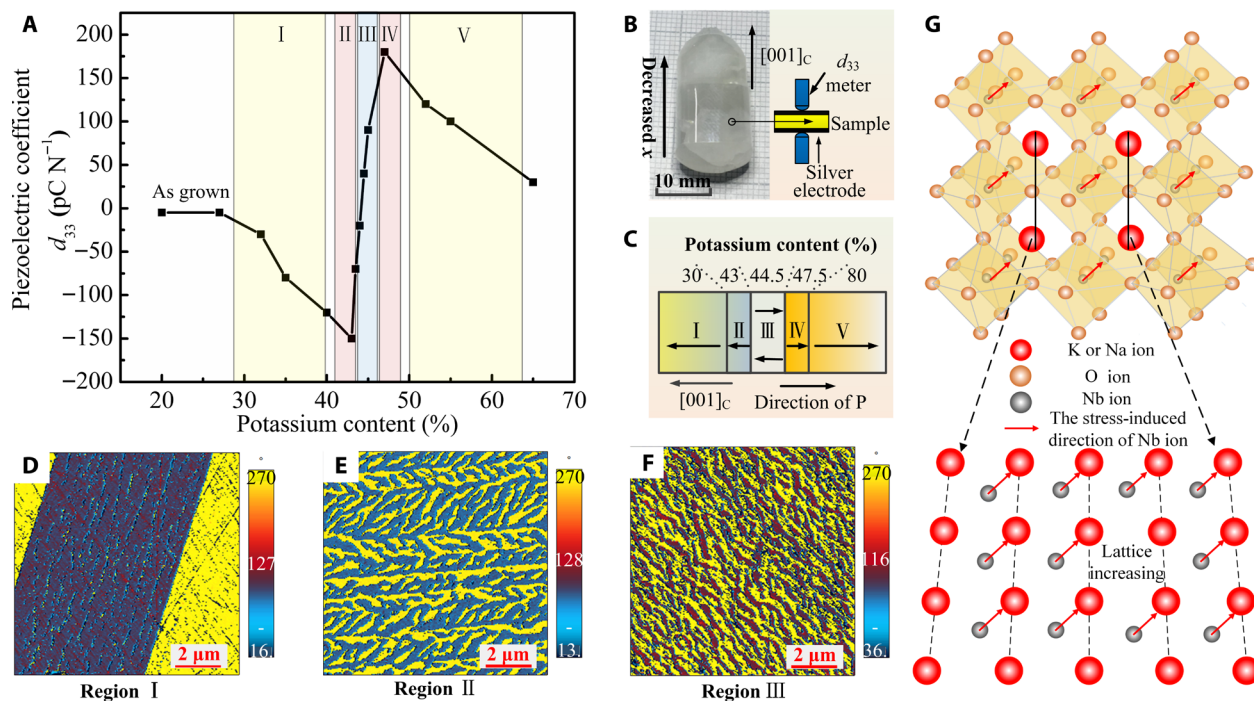 A
Piezoelectric coefficient
d₃₃ (pC N⁻¹)
225
200
150
100
50
0
−50
−100
−150
−200
−225
20
30
40
50
60
70
Potassium content (%)
As grown
Ⅰ
Ⅱ
Ⅲ
Ⅳ
Ⅴ
B
Decreased x
[001]C
10 mm
d₃₃
meter
Sample
Silver
electrode
C
Potassium content (%)
30 43 44.5 47.5 80
Ⅰ Ⅱ Ⅲ Ⅳ Ⅴ
[001]C
Direction of P
D
2 μm
°
270
127
-
16.
Region Ⅰ
E
2 μm
°
270
128
-
13.
Region Ⅱ
F
2 μm
°
270
116
-
36.
Region Ⅲ
G
K or Na ion
O ion
Nb ion
The stress-induced
direction of Nb ion
Lattice
increasing